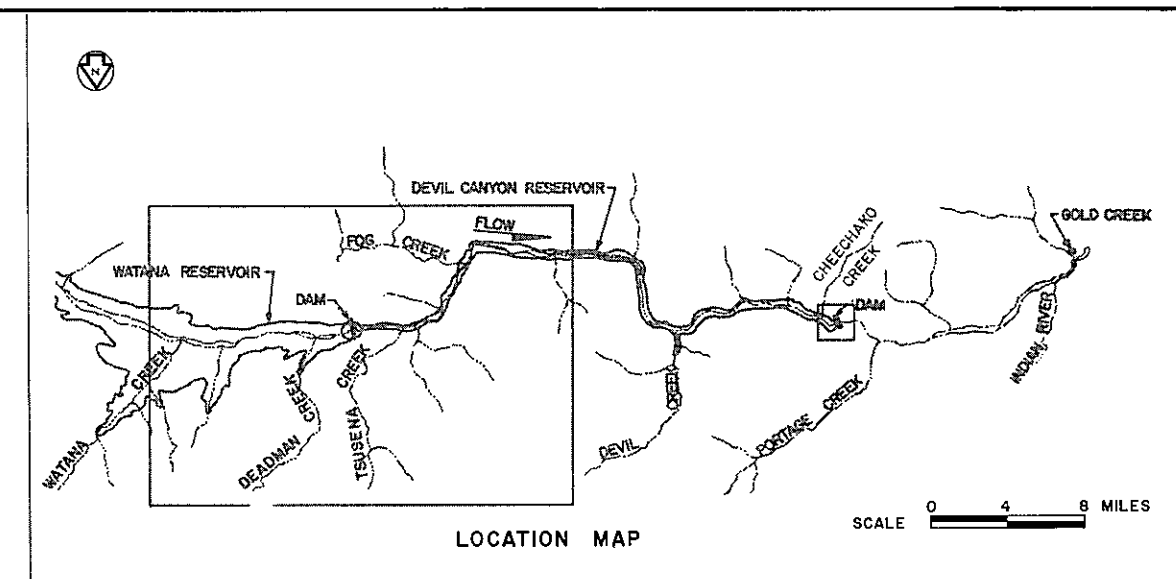 N
DEVIL CANYON RESERVOIR
FLOW
GOLD CREEK
FOG CREEK
CHEECHAKO
CREEK
WATANA RESERVOIR
DAM
DAM
INDIAN RIVER
WATANA CREEK
DEADMAN CREEK
TSUSENA CREEK
DEVIL CREEK
PORTAGE CREEK
SCALE 0 4 8 MILES
LOCATION MAP